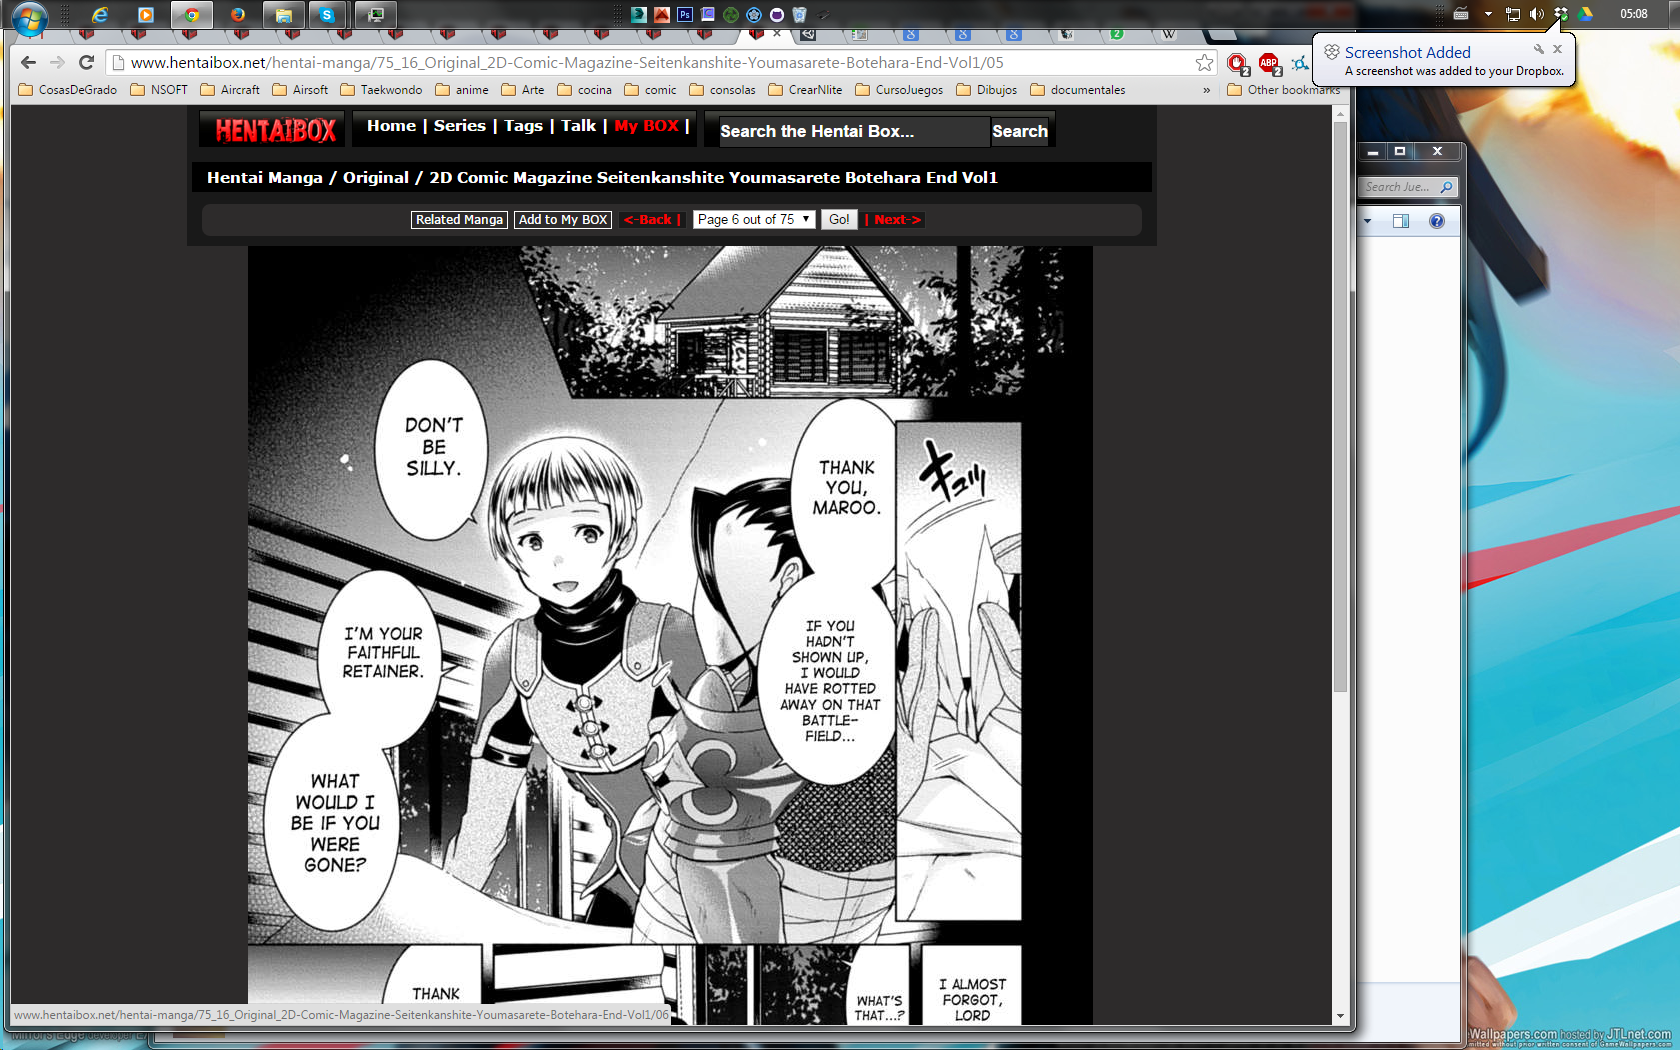 05:08
Screenshot Added
A screenshot was added to your Dropbox.
www.hentaibox.net/hentai-manga/75_16_Original_2D-Comic-Magazine-Seitenkanshite-Youmasarete-Botehara-End-Vol1/05
CosasDeGrado NSOFT Aircraft Airsoft Taekwondo anime Arte cocina comic consolas CrearNlite CursoJuegos Dibujos documentales » Other bookmarks
HENTAIBOX
Home | Series | Tags | Talk | My BOX |
Search the Hentai Box... Search
Hentai Manga / Original / 2D Comic Magazine Seitenkanshite Youmasarete Botehara End Vol1
Related Manga Add to My BOX <-Back | Page 6 out of 75 Go! | Next->
Search Jue...
DON'T
BE
SILLY.
THANK
YOU,
MAROO.
キュッ
IF YOU
HADN'T
SHOWN UP,
I WOULD
HAVE ROTTED
AWAY ON THAT
BATTLE-
FIELD...
I'M YOUR
FAITHFUL
RETAINER.
WHAT
WOULD I
BE IF YOU
WERE
GONE?
I ALMOST
FORGOT,
LORD
WHAT'S
THAT...?
THANK
www.hentaibox.net/hentai-manga/75_16_Original_2D-Comic-Magazine-Seitenkanshite-Youmasarete-Botehara-End-Vol1/06
Wallpapers.com hosted by JTLnet.com